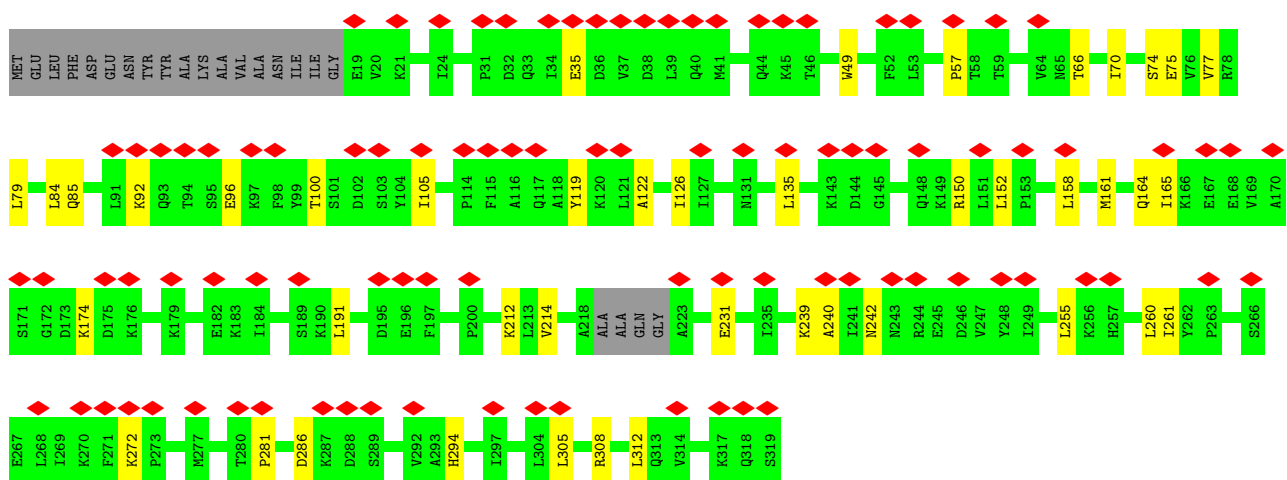 MET GLU LEU PHE ASP GLU ASN TYR TYR ALA LYS ALA VAL ALA ASN ILE ILE GLY E19 V20 K21 I24 P31 D32 Q33 I34 E35 D36 V37 D38 L39 Q40 M41 Q44 K45 T46 W49 F52 L53 P57 T58 T59 V64 N65 T66 I70 S74 E75 V76 V77 R78
L79 L84 Q85 L91 K92 Q93 T94 S95 E96 K97 F98 Y99 T100 S101 D102 S103 Y104 I105 P114 F115 A116 Q117 A118 Y119 K120 L121 A122 I126 I127 N131 L135 K143 D144 G145 Q148 K149 R150 L151 L152 P153 L158 M161 Q164 I165 K166 E167 E168 V169 A170
S171 G172 D173 K174 D175 K176 K179 E182 K183 I184 S189 K190 L191 D195 E196 F197 P200 K212 L213 V214 A218 ALA ALA GLN GLY A223 E231 I235 K239 A240 I241 N242 N243 R244 E245 D246 V247 Y248 I249 L255 K256 H257 L260 I261 Y262 P263 S266
E267 L268 I269 K270 F271 K272 P273 M277 T280 P281 D286 K287 D288 S289 V292 A293 H294 I297 L304 L305 R308 L312 Q313 V314 K317 Q318 S319